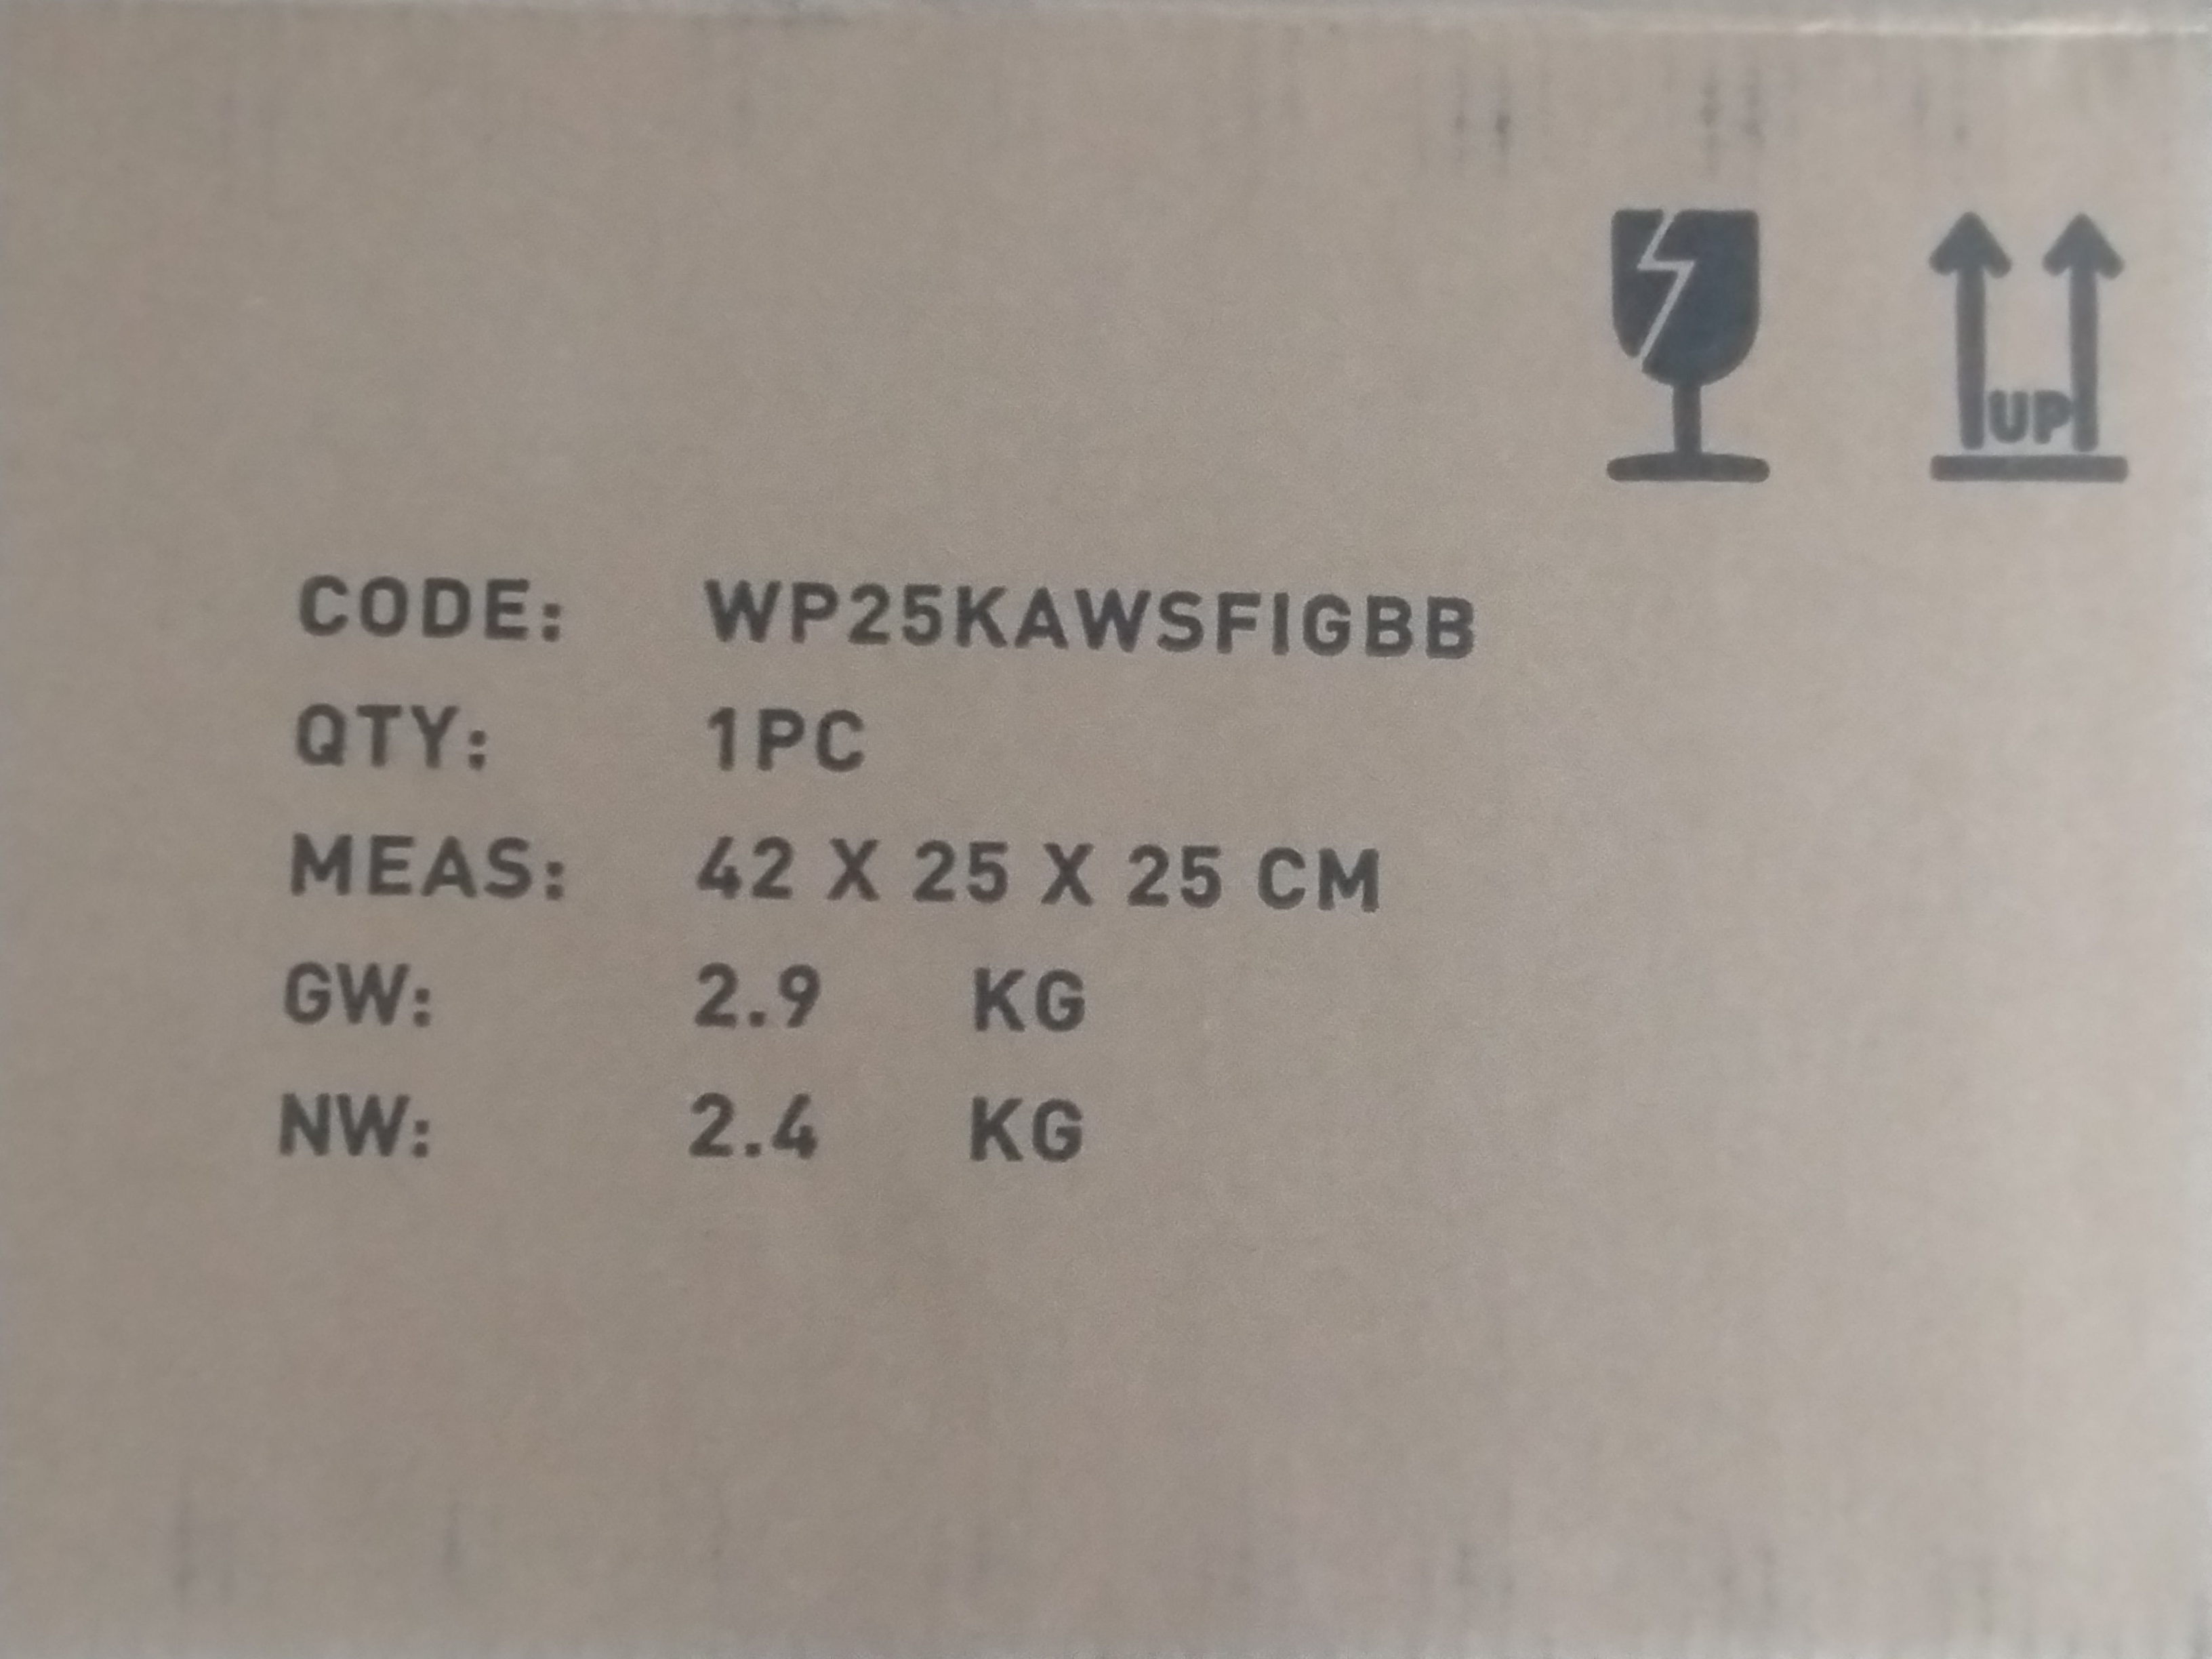 UP
CODE: WP25KAWSFIGBB
QTY: 1PC
MEAS: 42 X 25 X 25 CM
GW: 2.9 KG
NW: 2.4 KG